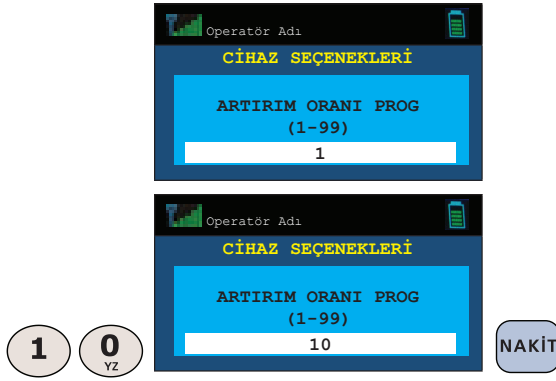 Operatör Adı
CİHAZ SEÇENEKLERİ
ARTIRIM ORANI PROG
(1-99)
1
Operatör Adı
CİHAZ SEÇENEKLERİ
ARTIRIM ORANI PROG
(1-99)
10
1
0
YZ
NAKİT